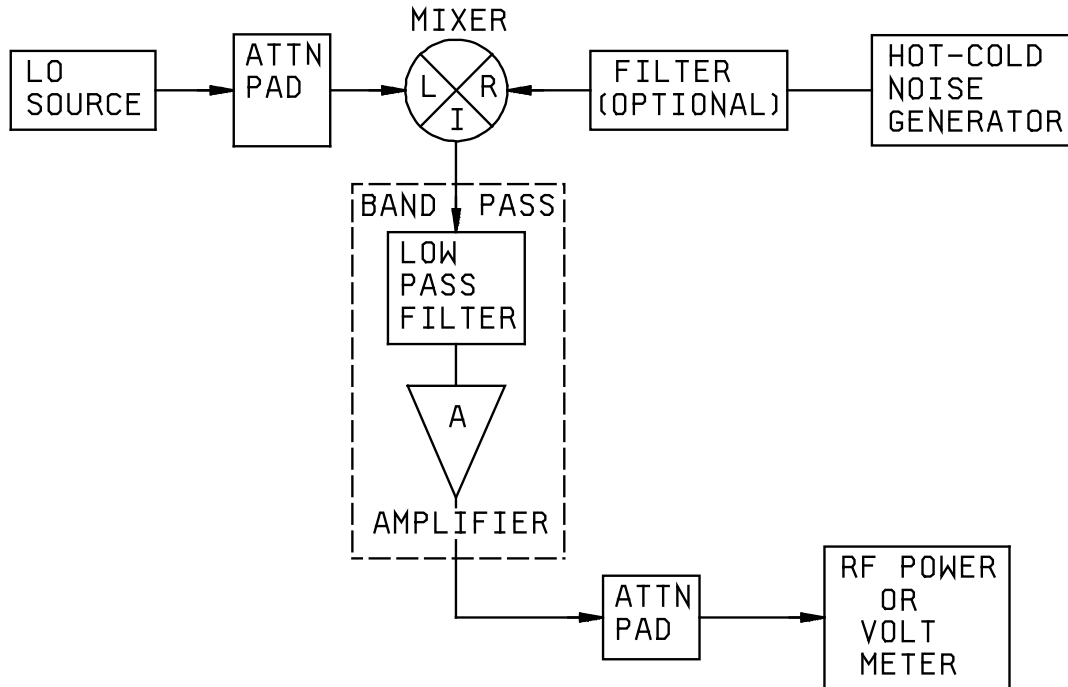 MIXER
LO
SOURCE
ATTN
PAD
L
R
I
FILTER
(OPTIONAL)
HOT-COLD
NOISE
GENERATOR
BAND PASS
LOW
PASS
FILTER
A
AMPLIFIER
ATTN
PAD
RF POWER
OR
VOLT
METER